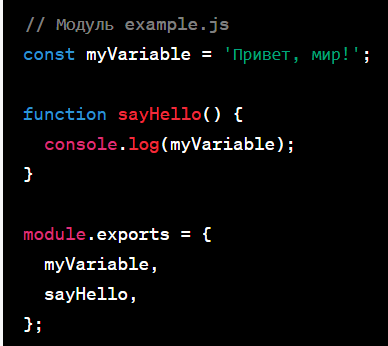 // Модуль example.js
const myVariable = 'Привет, мир!';
function sayHello() {
  console.log(myVariable);
}
module.exports = {
  myVariable,
  sayHello,
};